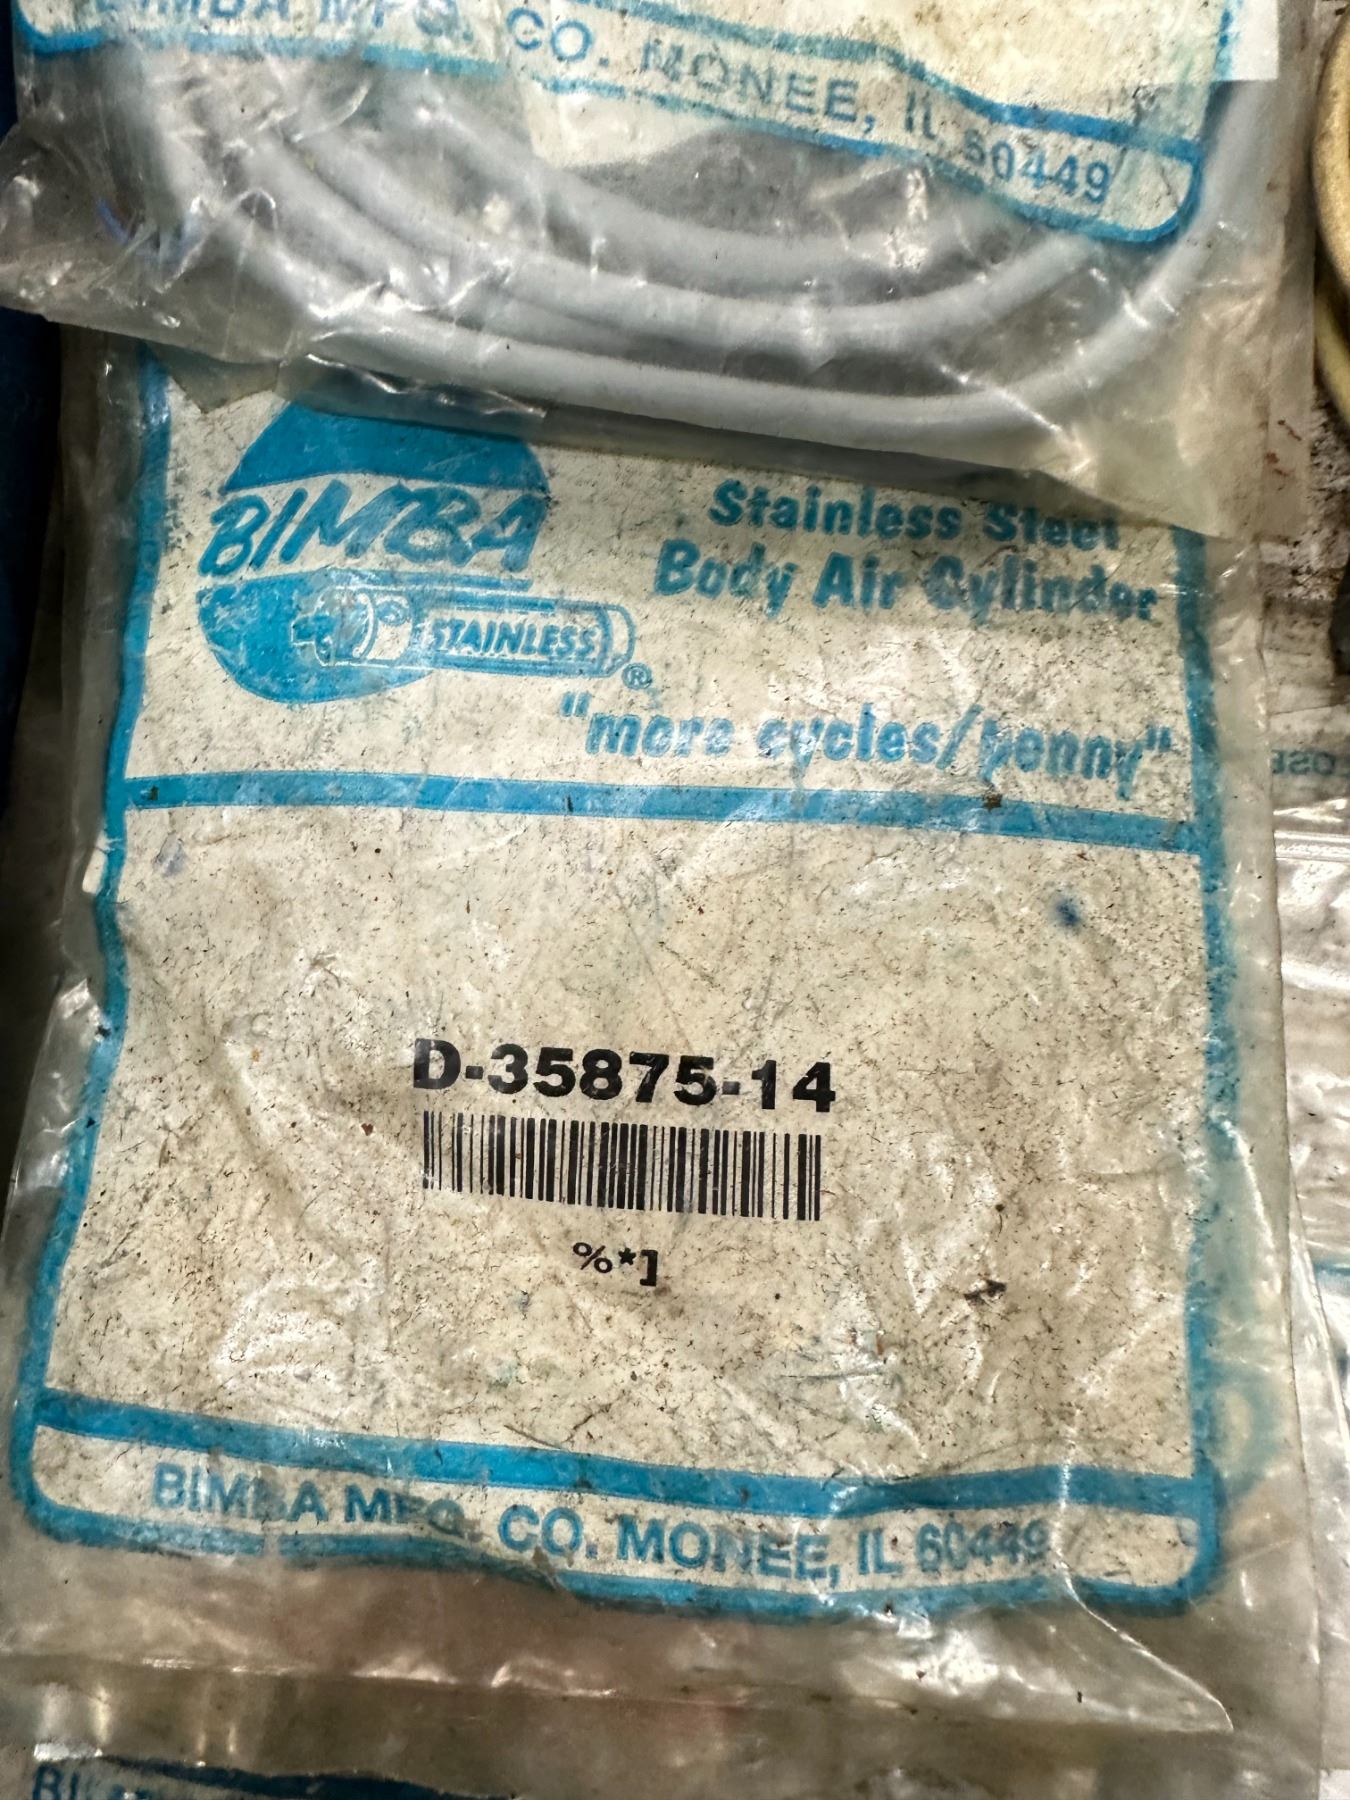 BIMBA MFG. CO. MONEE, IL 60449
BIMBA
STAINLESS®
Stainless Steel
Body Air Cylinder
"more cycles/penny"
D-35875-14
%*]
BIMBA MFG. CO. MONEE, IL 60449